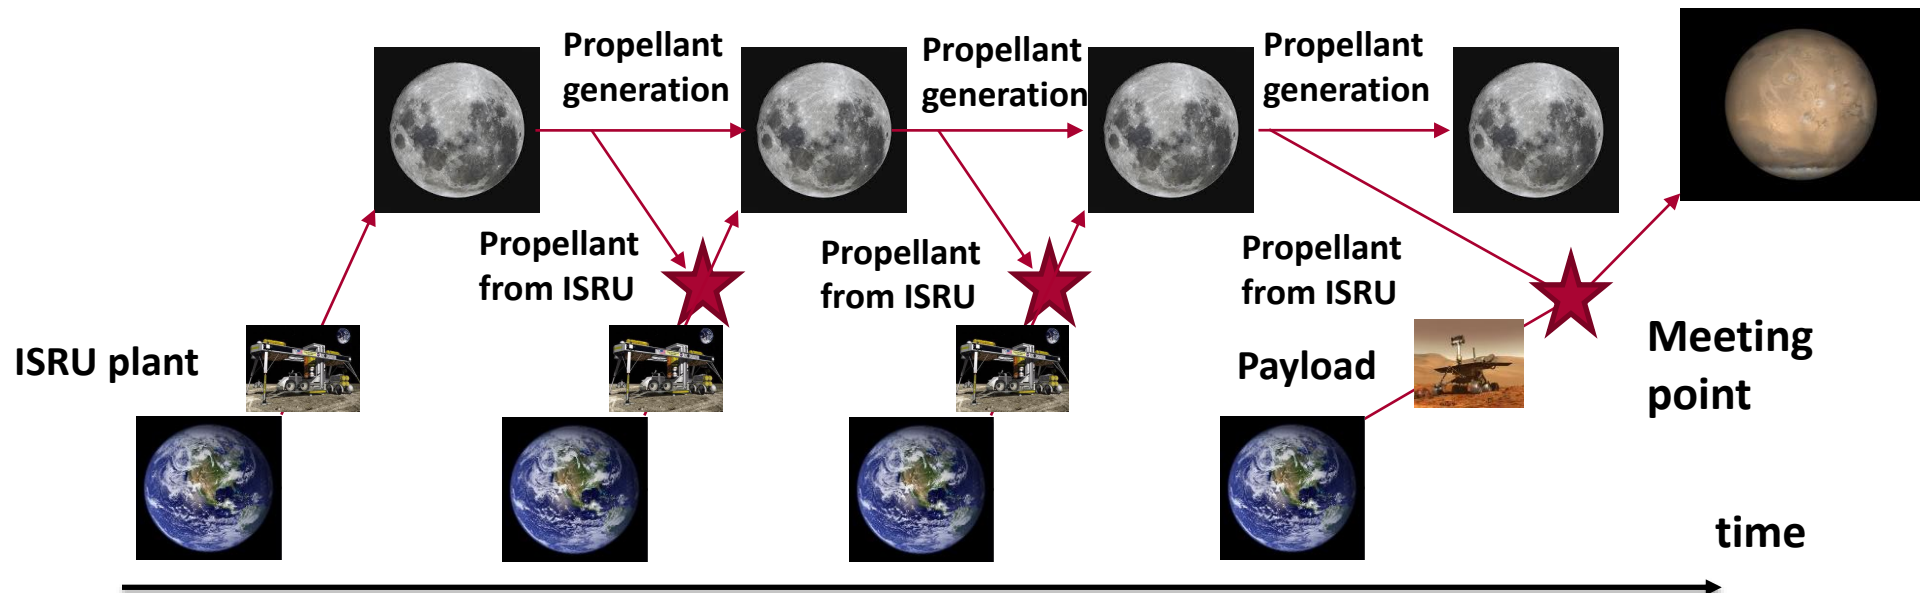 Propellant
generation
Propellant
generation
Propellant
generation
Propellant
from ISRU
Propellant
from ISRU
Propellant
from ISRU
ISRU plant
Payload
Meeting
point
time